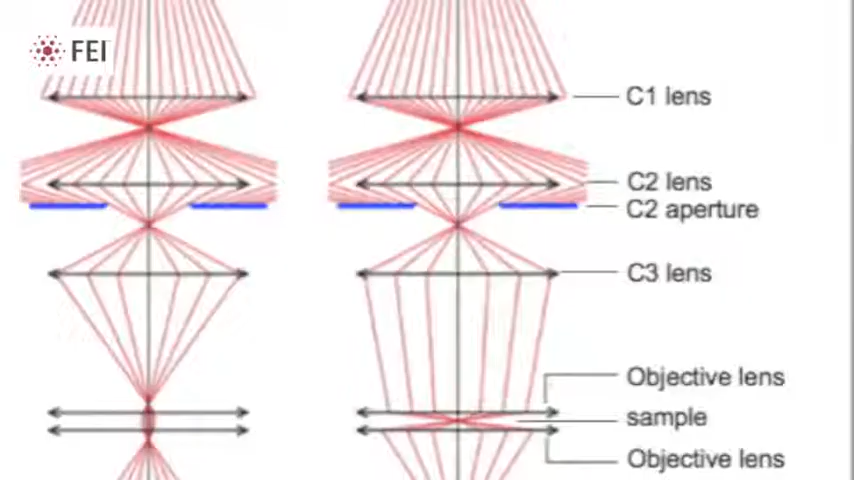 FEI
C1 lens
C2 lens
C2 aperture
C3 lens
Objective lens
sample
Objective lens